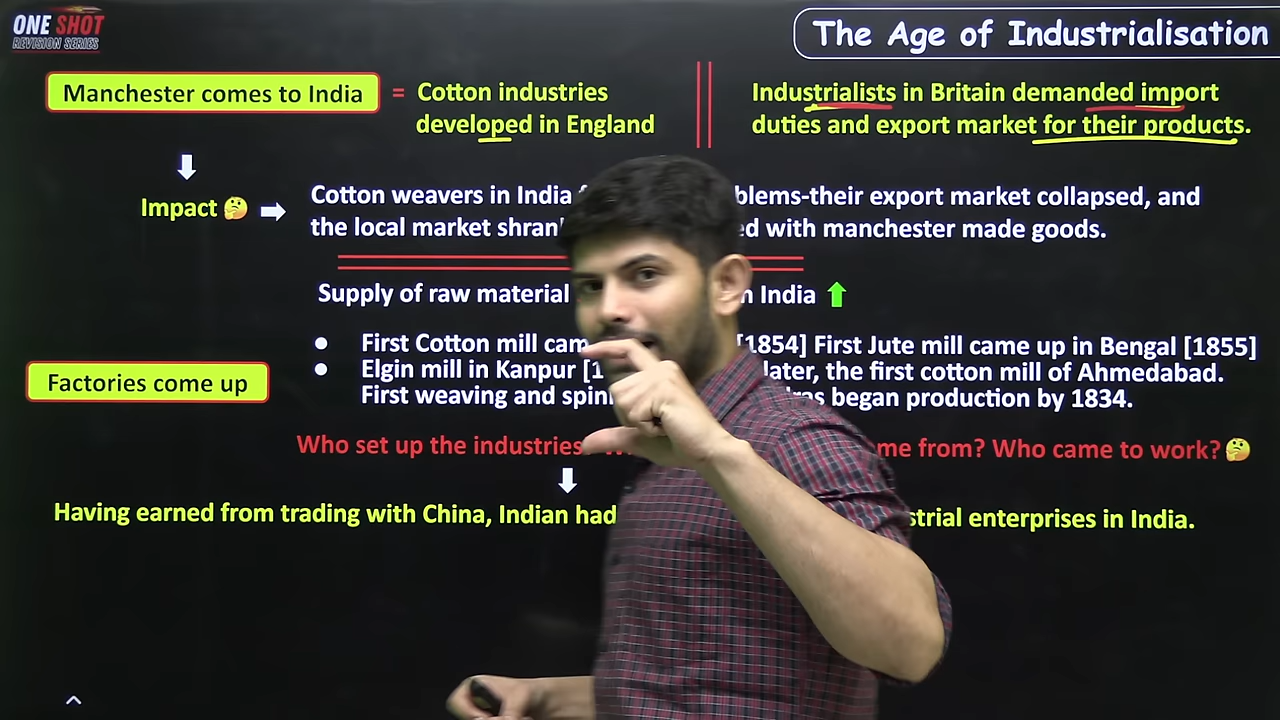 ONE SHOT
REVISION SERIES
The Age of Industrialisation
Manchester comes to India = Cotton industries
developed in England
Industrialists in Britain demanded import
duties and export market for their products.
Impact
Cotton weavers in India blems-their export market collapsed, and
the local market shran ed with manchester made goods.
Supply of raw material India
• First Cotton mill cam [1854] First Jute mill came up in Bengal [1855]
Factories come up
• Elgin mill in Kanpur [1 later, the first cotton mill of Ahmedabad.
First weaving and spin began production by 1834.
Who set up the industries me from? Who came to work?
Having earned from trading with China, Indian had strial enterprises in India.